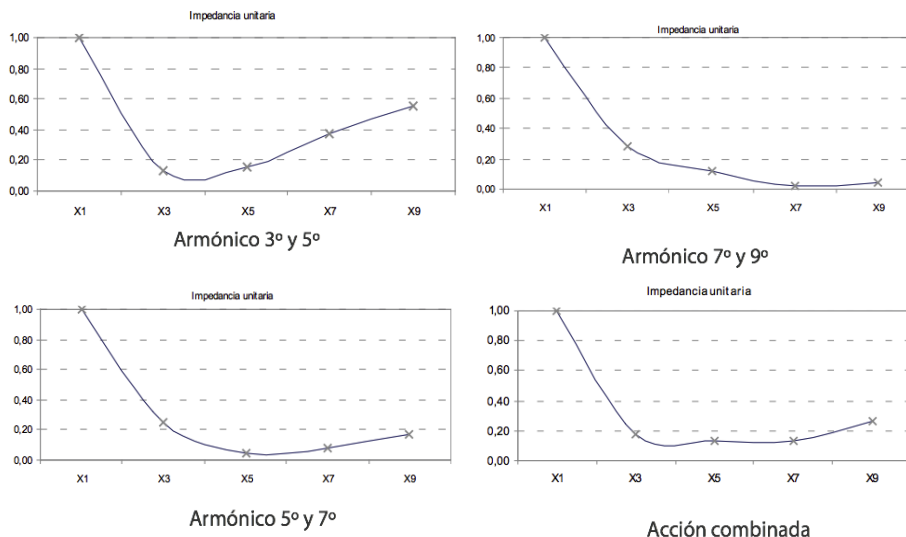 Impedancia unitaria
1,00
0,80
0,60
0,40
0,20
0,00
X1 X3 X5 X7 X9
Armónico 3º y 5º
Impedancia unitaria
1,00
0,80
0,60
0,40
0,20
0,00
X1 X3 X5 X7 X9
Armónico 7º y 9º
Impedancia unitaria
1,00
0,80
0,60
0,40
0,20
0,00
X1 X3 X5 X7 X9
Armónico 5º y 7º
Impedancia unitaria
1,00
0,80
0,60
0,40
0,20
0,00
X1 X3 X5 X7 X9
Acción combinada